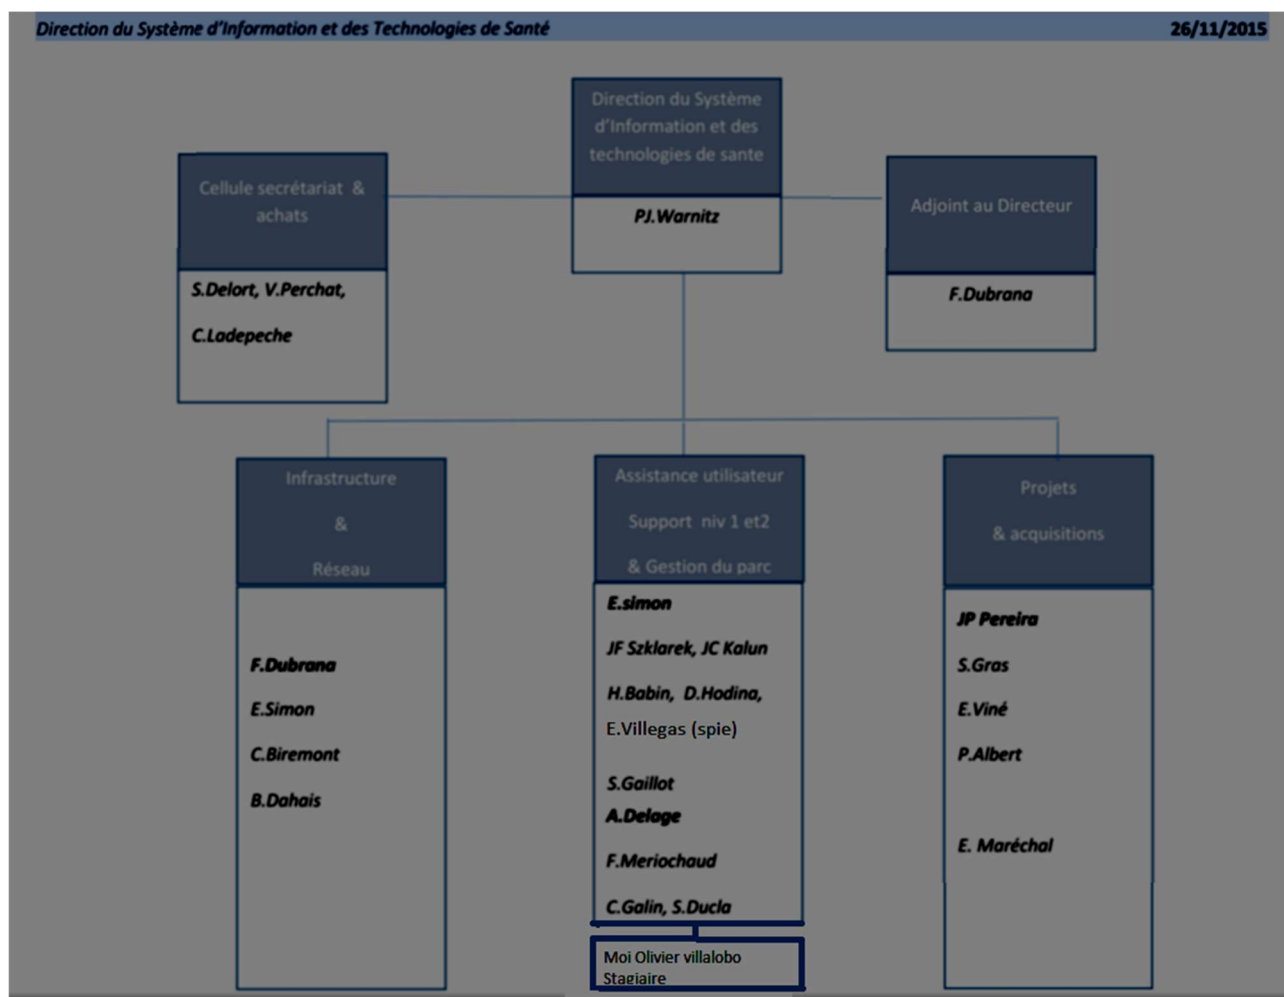 Direction du Système d'Information et des Technologies de Santé 26/11/2015
Direction du Système
d'Information et des
technologies de sante
PJ.Warnitz
Cellule secrétariat &
achats
S.Delort, V.Perchat,
C.Ladepeche
Adjoint au Directeur
F.Dubrana
Infrastructure
&
Réseau
F.Dubrana
E.Simon
C.Biremont
B.Dahais
Assistance utilisateur
Support niv 1 et2
& Gestion du parc
E.simon
JF Szklarek, JC Kalun
H.Babin, D.Hodina,
E.Villegas (spie)
S.Gaillot
A.Delage
F.Meriochaud
C.Galin, S.Ducla
Moi Olivier villalobo
Stagiaire
Projets
& acquisitions
JP Pereira
S.Gras
E.Viné
P.Albert
E. Maréchal